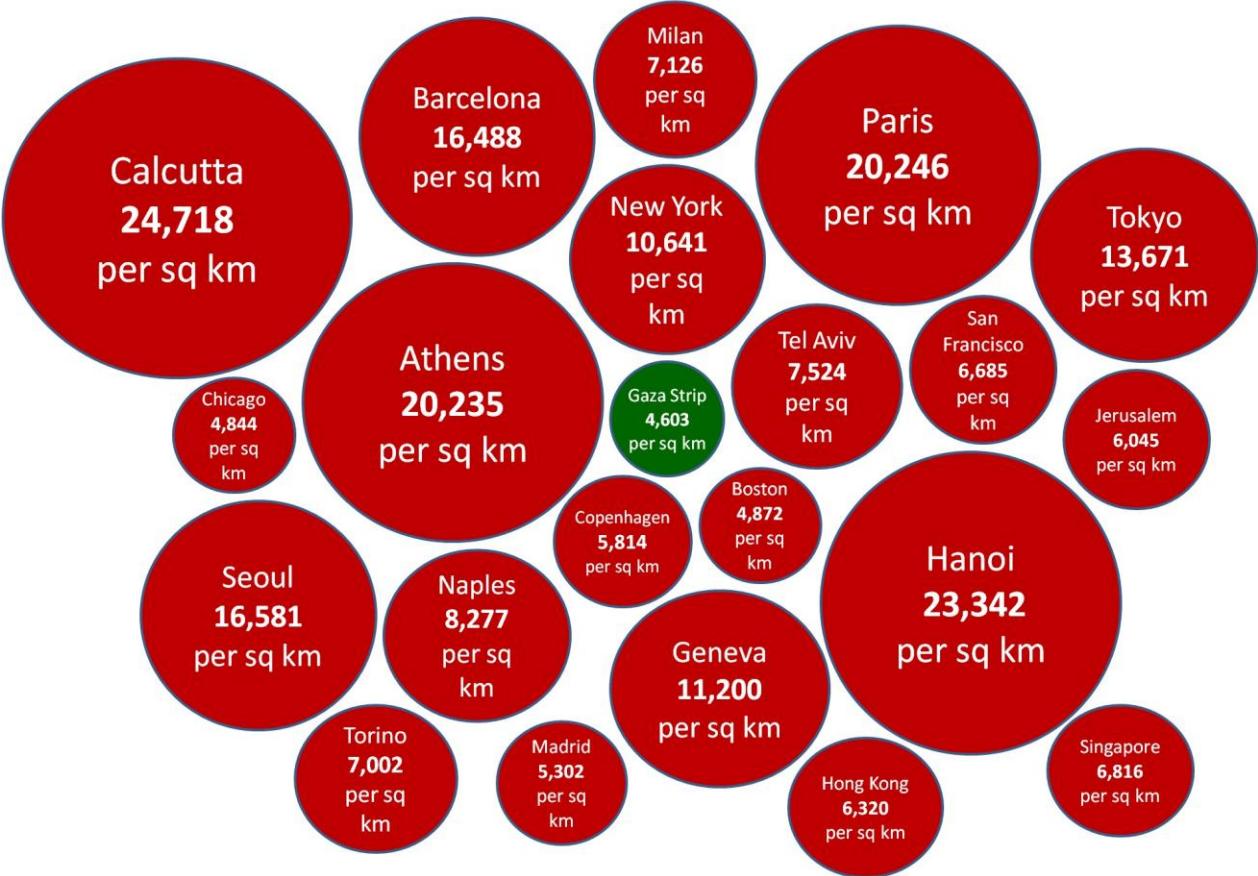 Milan
7,126
per sq
km
Barcelona
16,488
per sq km
Paris
20,246
per sq km
Calcutta
24,718
per sq km
New York
10,641
per sq
km
Tokyo
13,671
per sq km
San
Francisco
6,685
per sq
km
Tel Aviv
7,524
per sq
km
Athens
20,235
per sq km
Gaza Strip
4,603
per sq km
Chicago
4,844
per sq
km
Jerusalem
6,045
per sq km
Boston
4,872
per sq
km
Copenhagen
5,814
per sq km
Hanoi
23,342
per sq km
Seoul
16,581
per sq km
Naples
8,277
per sq
km
Geneva
11,200
per sq km
Torino
7,002
per sq
km
Madrid
5,302
per sq
km
Hong Kong
6,320
per sq km
Singapore
6,816
per sq km